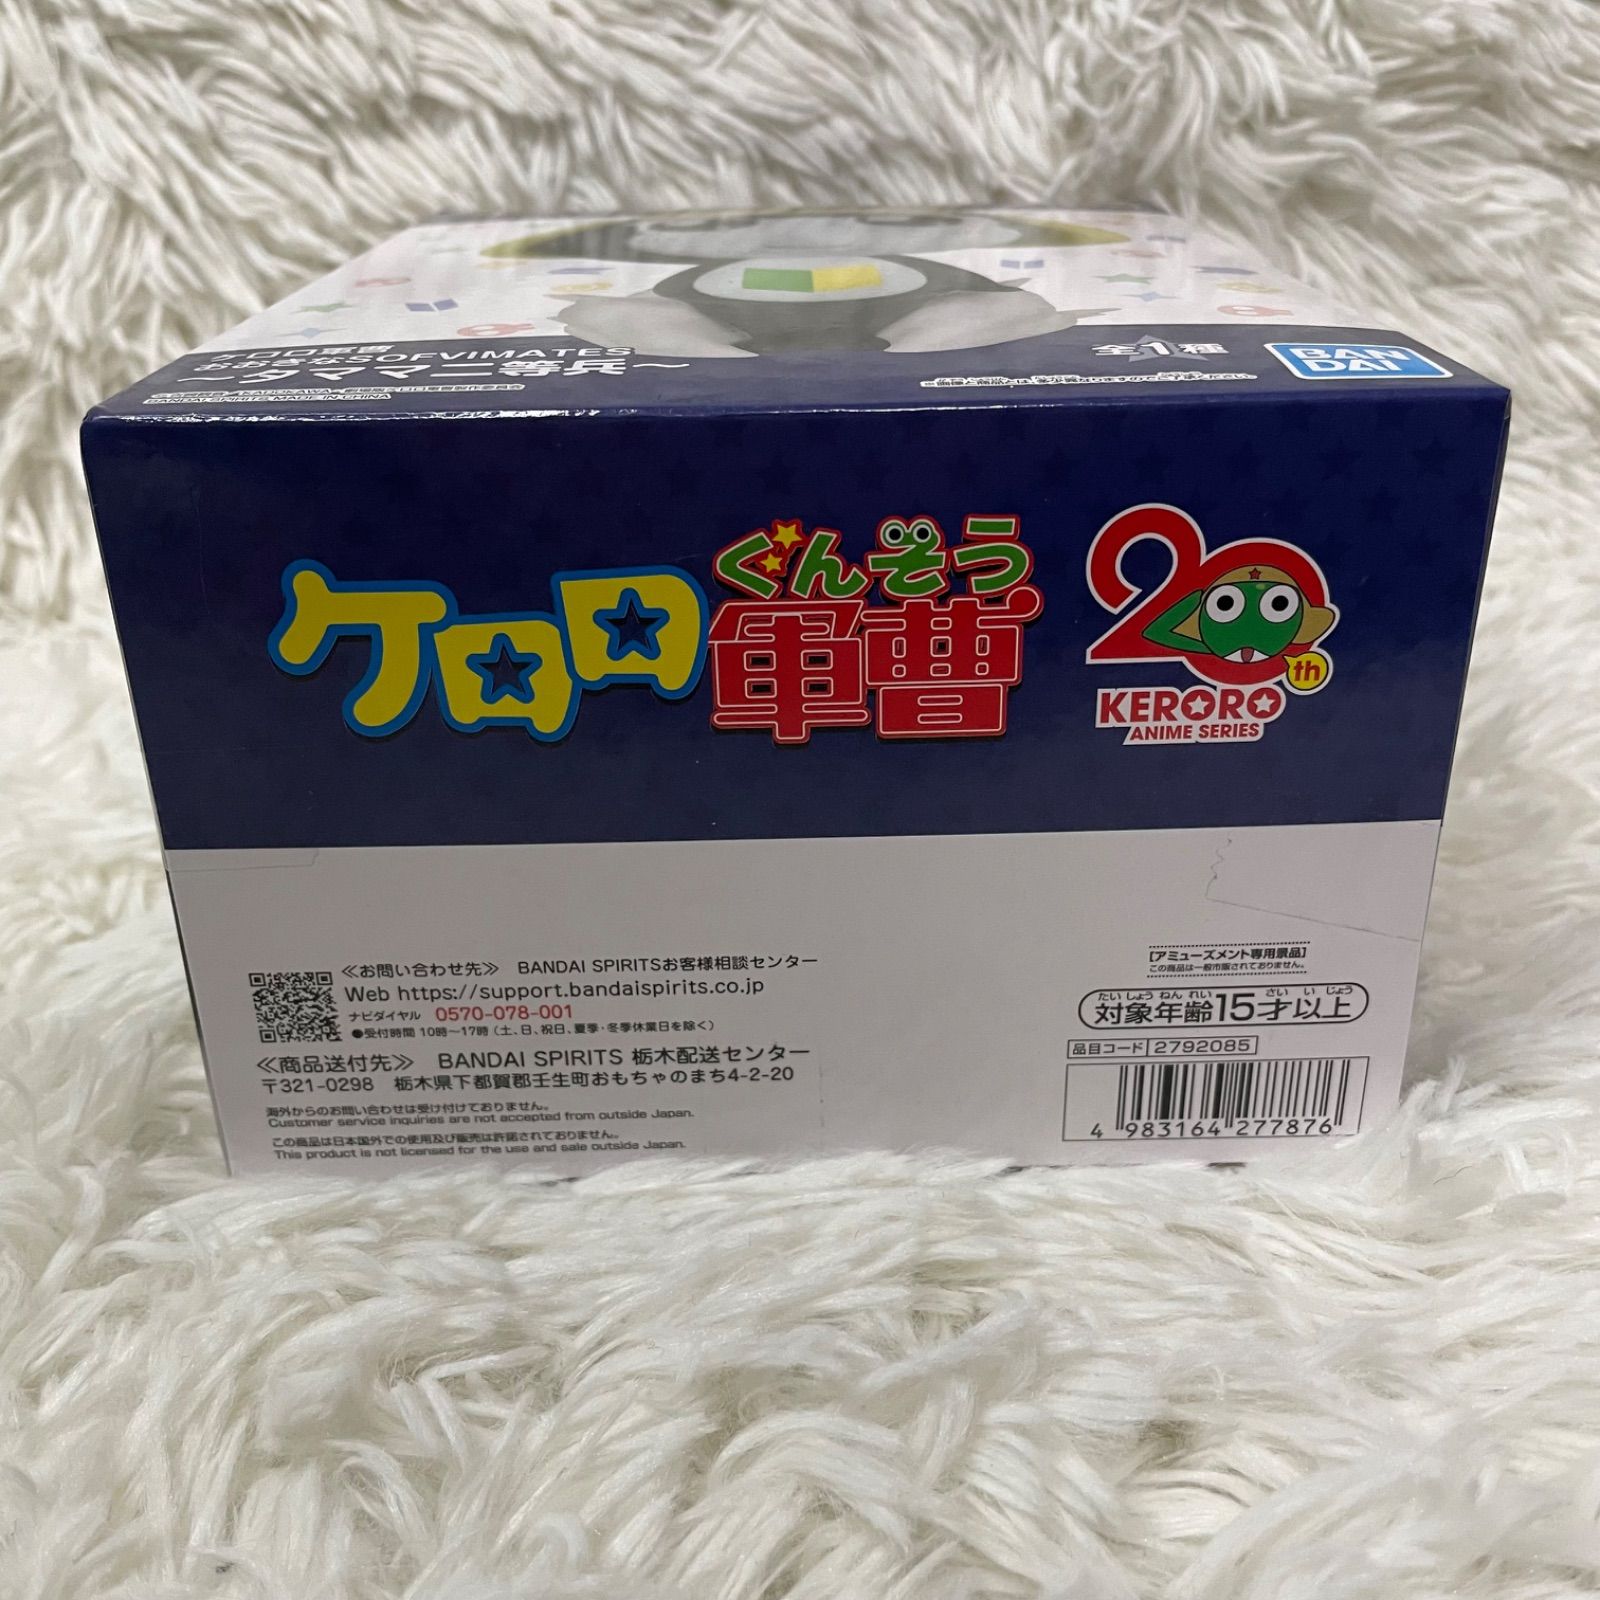 ケロロ軍曹
おおきなSOFVIMATES
～タママ二等兵～
BANDAI SPIRITS MADE IN CHINA
全1種
BAN
DAI
ぐんそう
ケロロ軍曹
20th
KERORO
ANIME SERIES
≪お問い合わせ先≫ BANDAI SPIRITSお客様相談センター
Web https://support.bandaispirits.co.jp
ナビダイヤル 0570-078-001
●受付時間 10時～17時（土、日、祝日、夏季・冬季休業日を除く）
≪商品送付先≫ BANDAI SPIRITS 栃木配送センター
〒321-0298 栃木県下都賀郡壬生町おもちゃのまち4-2-20
海外からのお問い合わせは受け付けておりません。
Customer service inquiries are not accepted from outside Japan.
この商品は日本国外での使用及び販売は許諾されておりません。
This product is not licensed for the use and sale outside Japan.
［アミューズメント専用景品］
この商品は一般市販されておりません。
たいしょうねんれい さい い じょう
対象年齢15才以上
品目コード 2792085
4 983164 277876